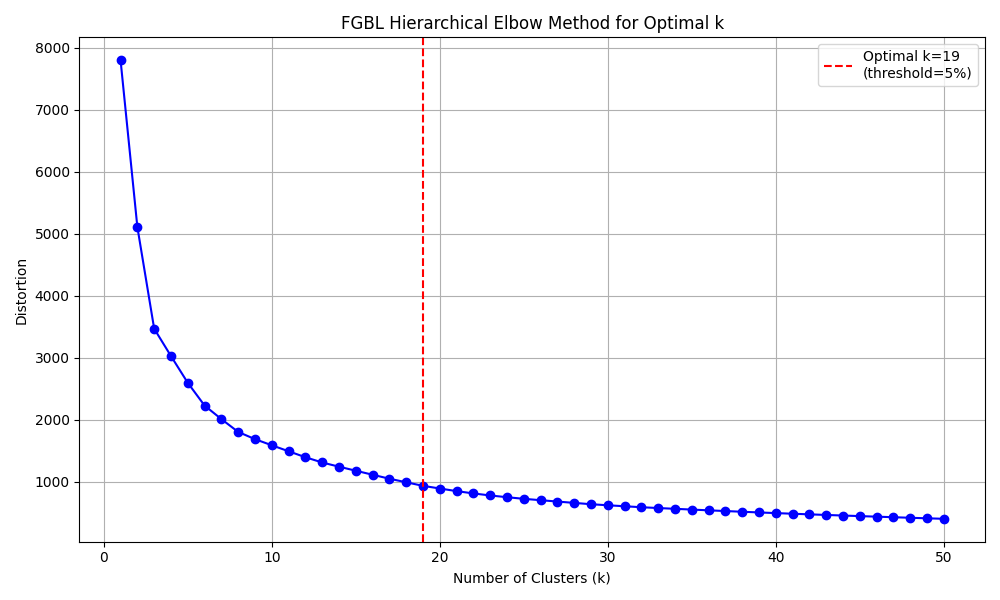 FGBL Hierarchical Elbow Method for Optimal k
Optimal k=19
(threshold=5%)
Distortion
8000
7000
6000
5000
4000
3000
2000
1000
0
10
20
30
40
50
Number of Clusters (k)